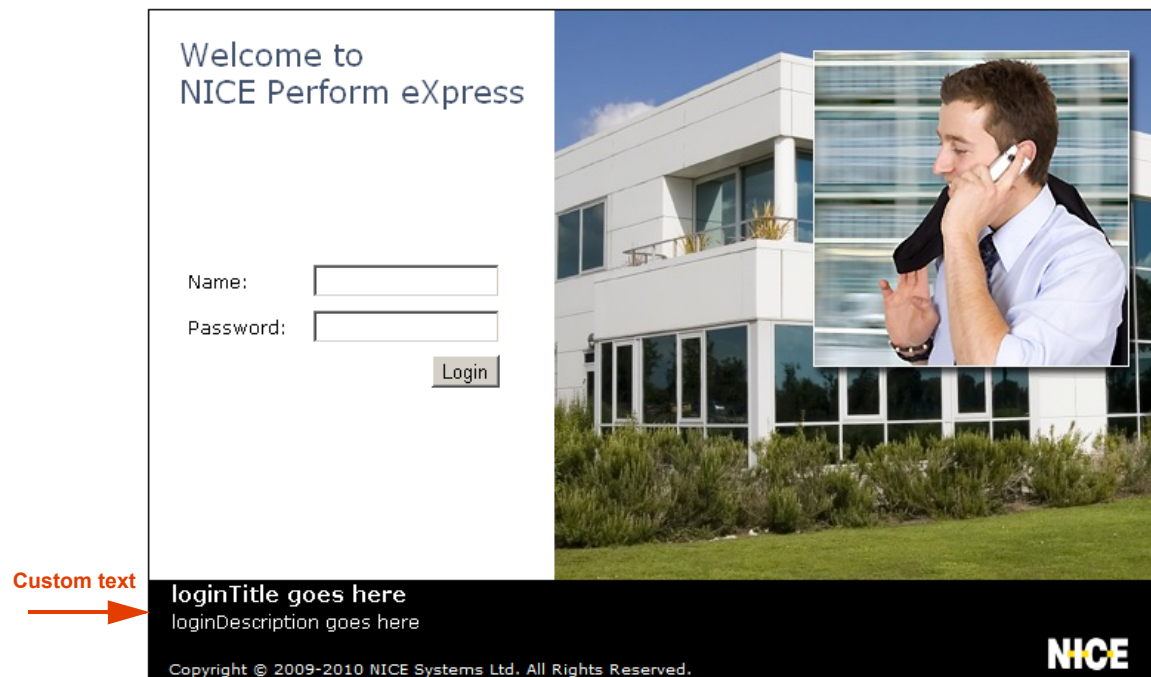 Welcome to
NICE Perform eXpress
Name:
Password:
Login
Custom text
loginTitle goes here
loginDescription goes here
Copyright © 2009-2010 NICE Systems Ltd. All Rights Reserved.
NICE